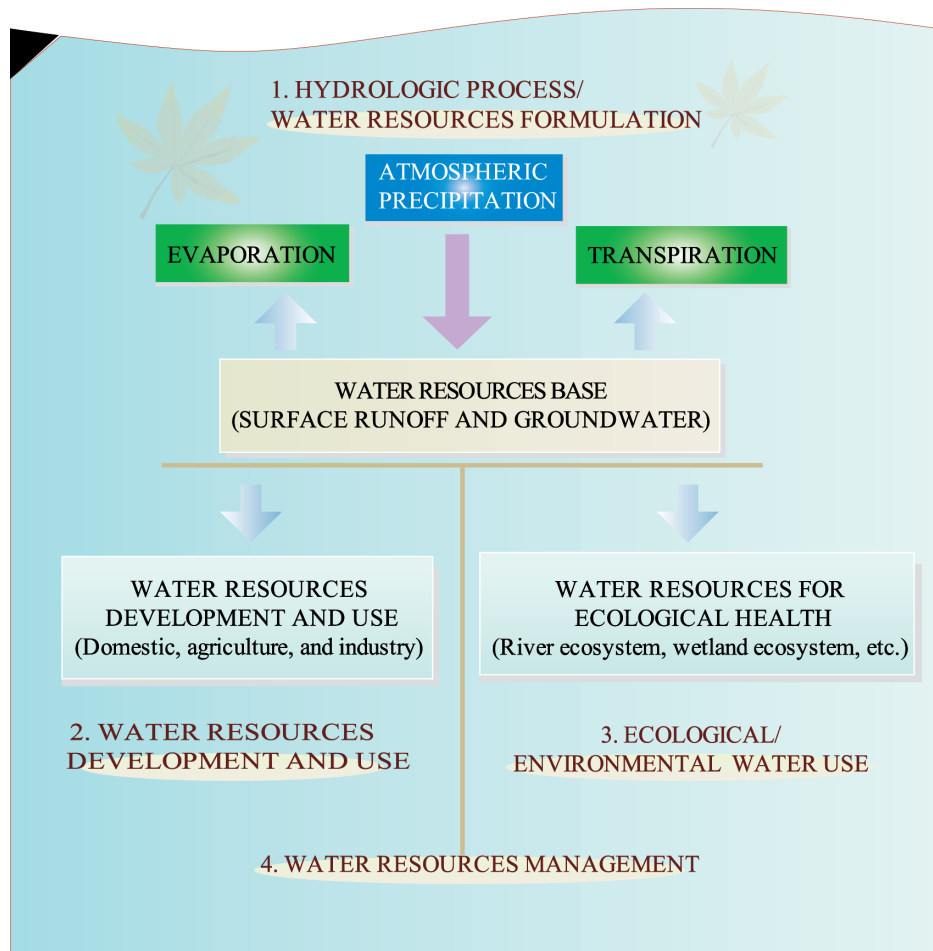 1. HYDROLOGIC PROCESS/
WATER RESOURCES FORMULATION
ATMOSPHERIC
PRECIPITATION
EVAPORATION
TRANSPIRATION
WATER RESOURCES BASE
(SURFACE RUNOFF AND GROUNDWATER)
WATER RESOURCES
DEVELOPMENT AND USE
(Domestic, agriculture, and industry)
WATER RESOURCES FOR
ECOLOGICAL HEALTH
(River ecosystem, wetland ecosystem, etc.)
2. WATER RESOURCES
DEVELOPMENT AND USE
3. ECOLOGICAL/
ENVIRONMENTAL WATER USE
4. WATER RESOURCES MANAGEMENT